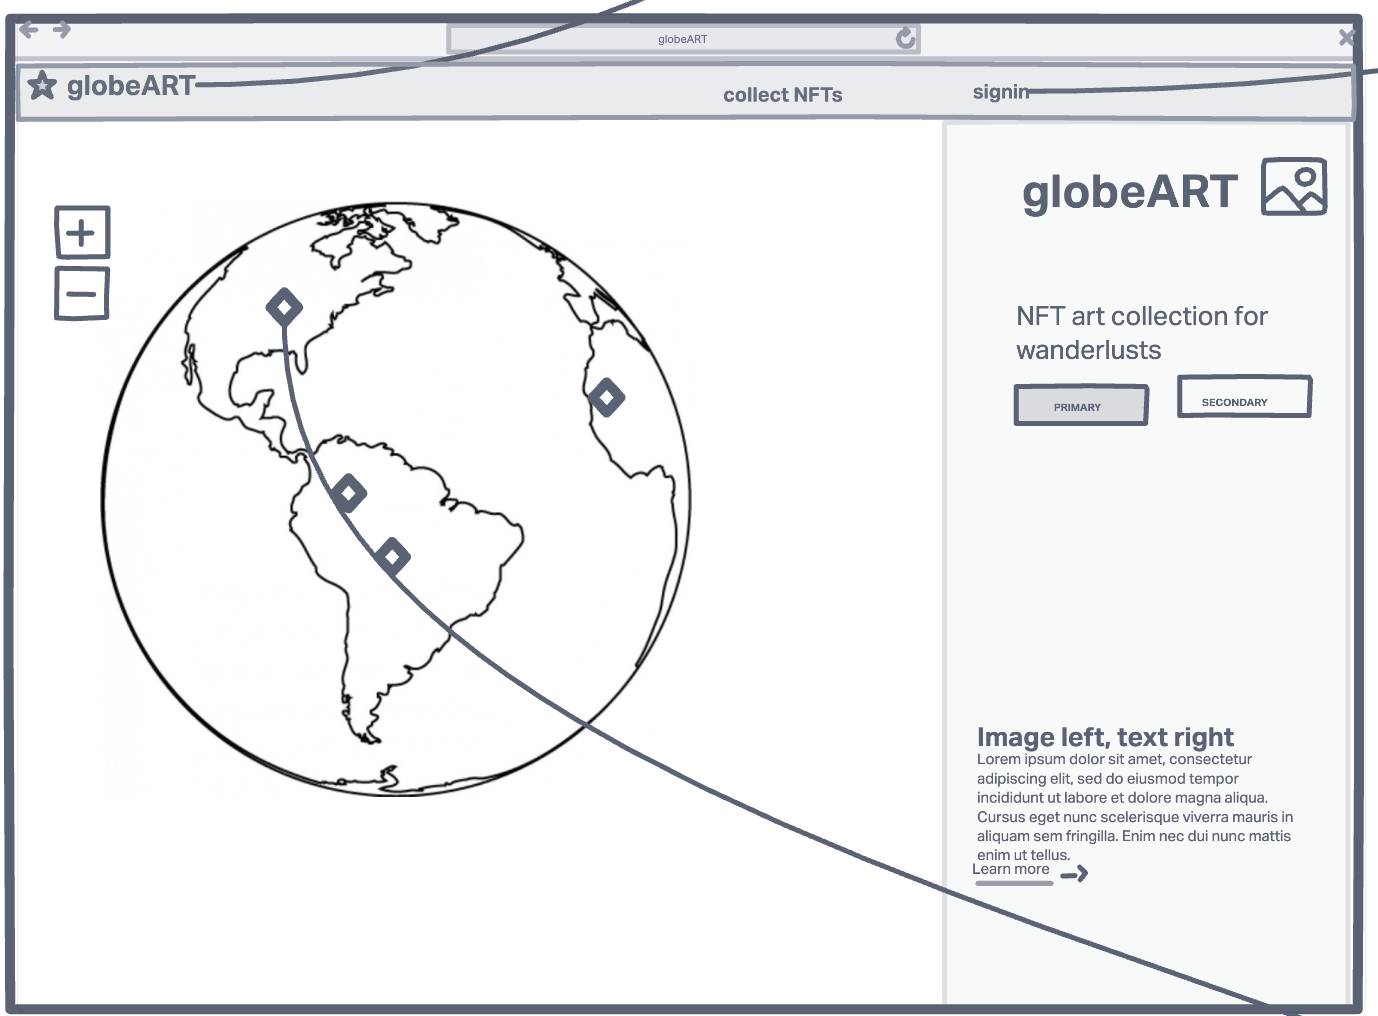 globeART
globeART
collect NFTs
signin
globeART
NFT art collection for
wanderlusts
PRIMARY
SECONDARY
Image left, text right
Lorem ipsum dolor sit amet, consectetur
adipiscing elit, sed do eiusmod tempor
incididunt ut labore et dolore magna aliqua.
Cursus eget nunc scelerisque viverra mauris in
aliquam sem fringilla. Enim nec dui nunc mattis
enim ut tellus.
Learn more